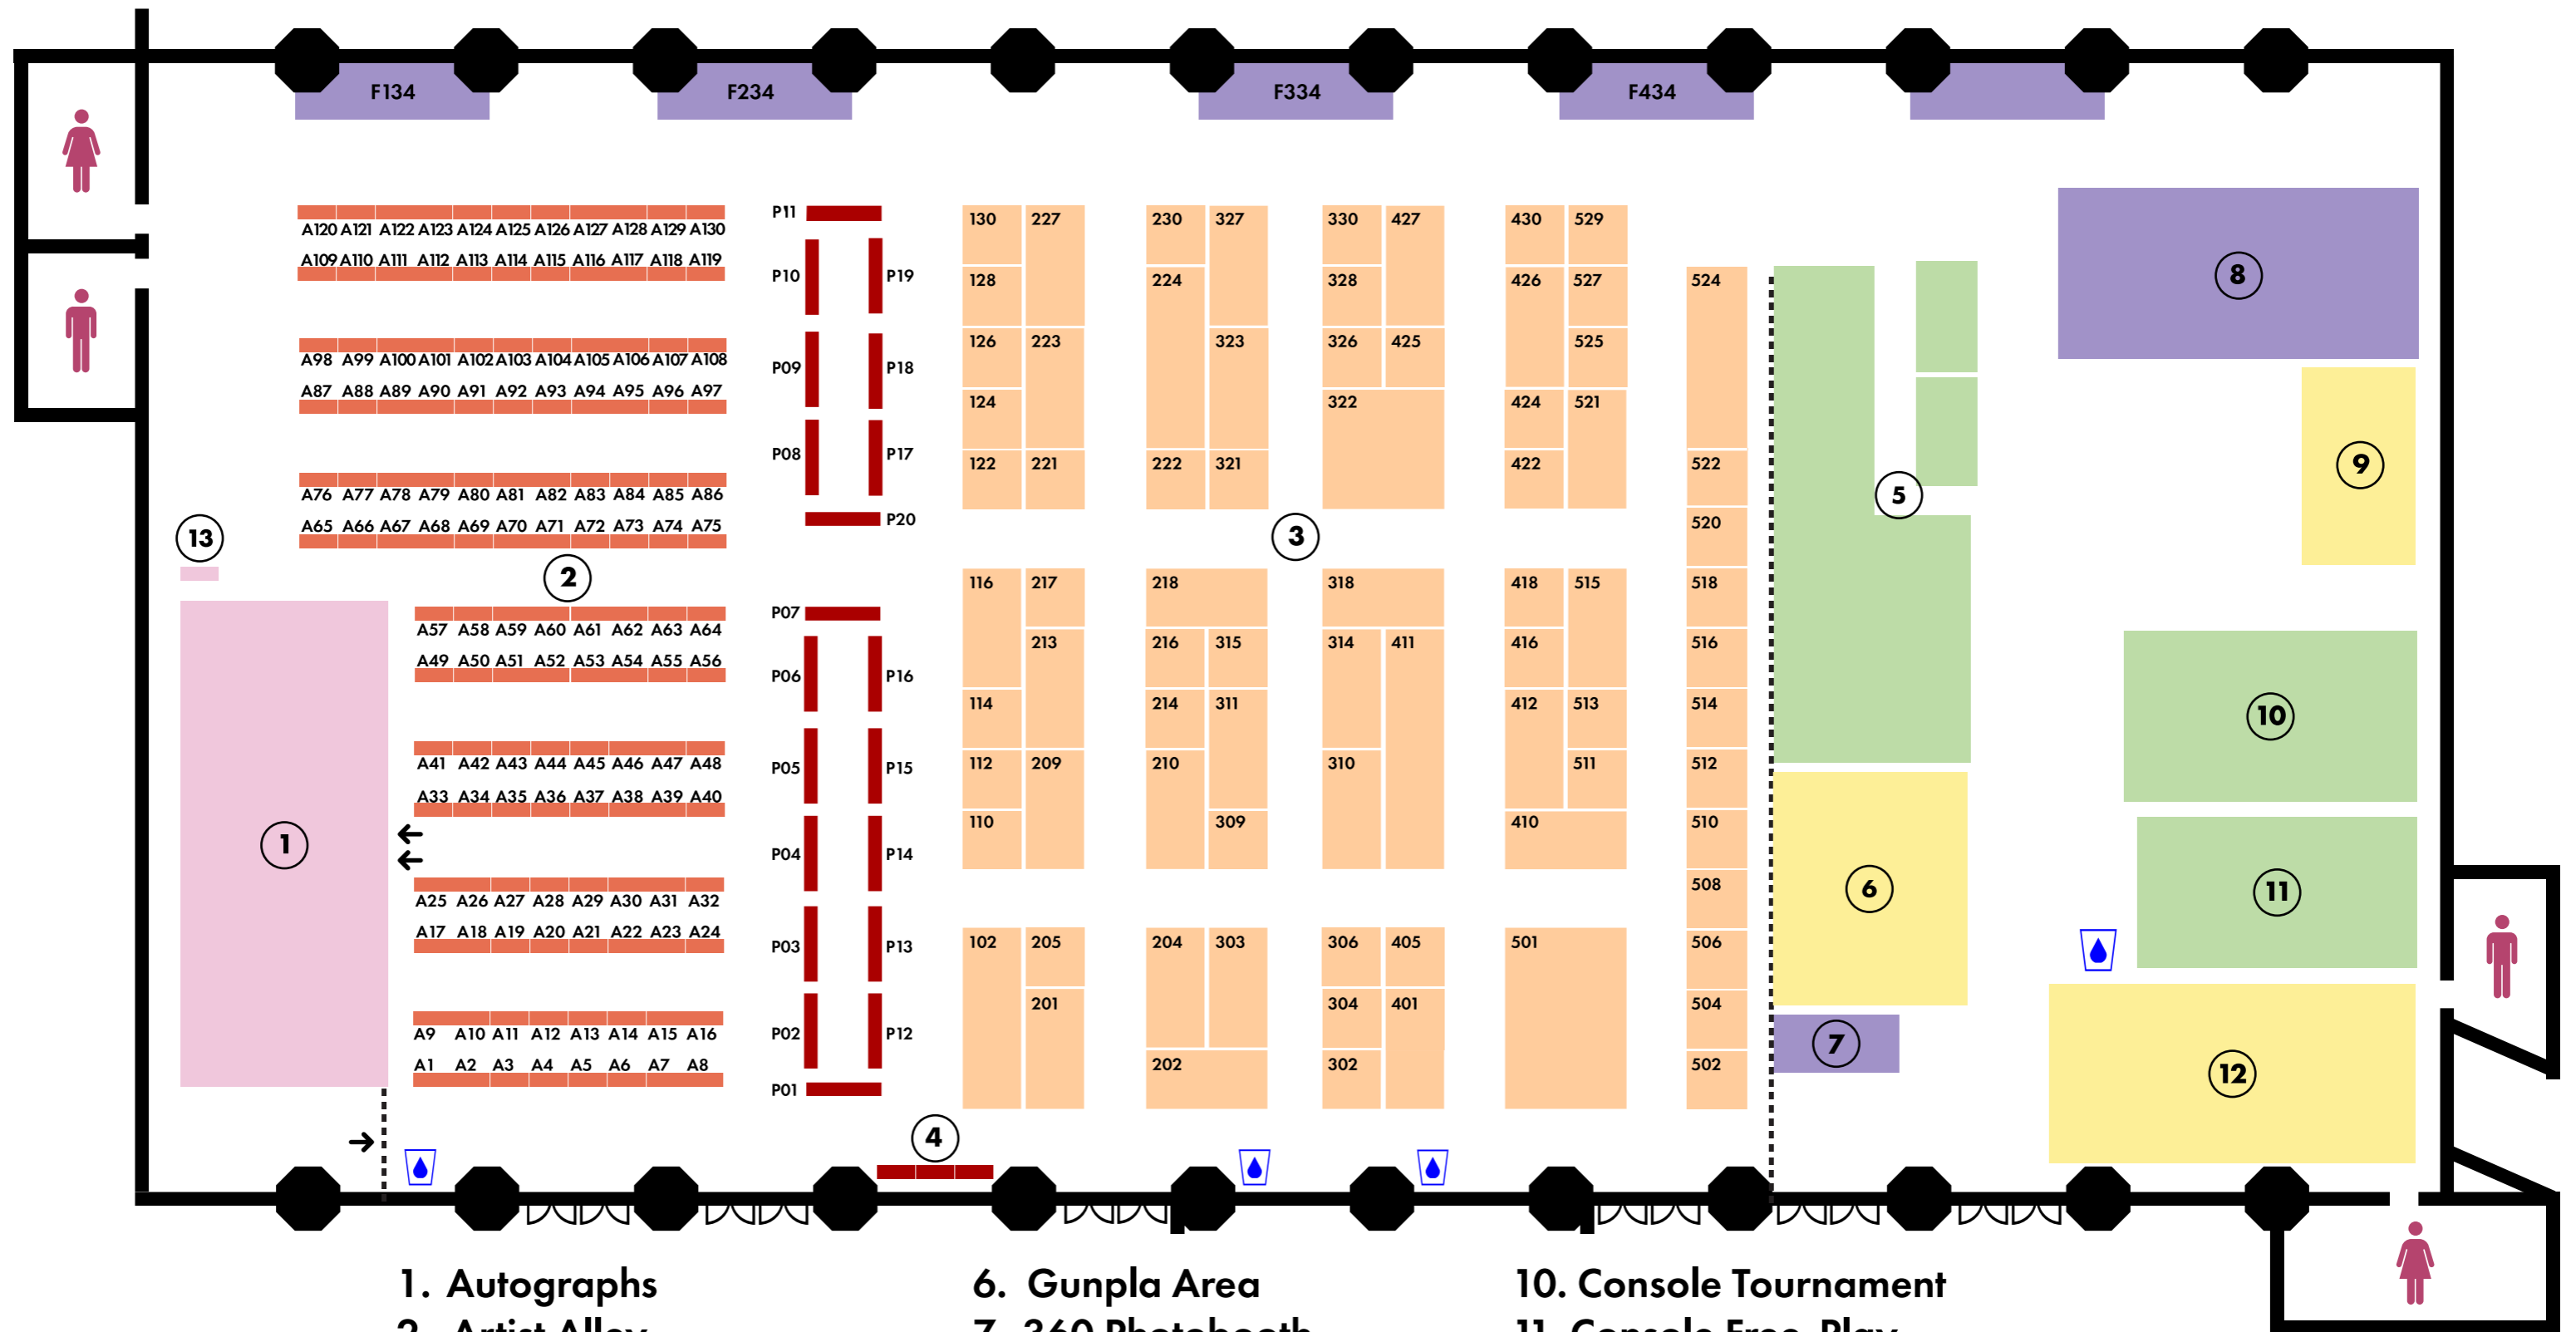 F134 F234 F334 F434
P11 130 227 230 327 330 427 430 529
A120 A121 A122 A123 A124 A125 A126 A127 A128 A129 A130
A109 A110 A111 A112 A113 A114 A115 A116 A117 A118 A119
P10 P19 128 224 328 426 527 524 8
A98 A99 A100 A101 A102 A103 A104 A105 A106 A107 A108
P09 P18 126 223 323 326 425 525
A87 A88 A89 A90 A91 A92 A93 A94 A95 A96 A97
124 322 424 521
P08 P17 122 221 222 321 422 522 9
A76 A77 A78 A79 A80 A81 A82 A83 A84 A85 A86
5
A65 A66 A67 A68 A69 A70 A71 A72 A73 A74 A75
P20 520
13 3
2 116 217 218 318 418 515 518
P07
A57 A58 A59 A60 A61 A62 A63 A64
213 216 315 314 411 416 516
A49 A50 A51 A52 A53 A54 A55 A56
P06 P16
114 214 311 412 513 514 10
A41 A42 A43 A44 A45 A46 A47 A48
P05 P15 112 209 210 310 511 512
A33 A34 A35 A36 A37 A38 A39 A40
110 309 410 510
1 P04 P14
A25 A26 A27 A28 A29 A30 A31 A32
508 6 11
A17 A18 A19 A20 A21 A22 A23 A24
P03 P13 102 205 204 303 306 405 501 506
201 304 401 504
A9 A10 A11 A12 A13 A14 A15 A16
P02 P12 7
A1 A2 A3 A4 A5 A6 A7 A8
202 302 502 12
P01
4
1. Autographs
2. Artist Alley
6. Gunpla Area
7. 360 Photobooth
10. Console Tournament
11. Console Free-Play